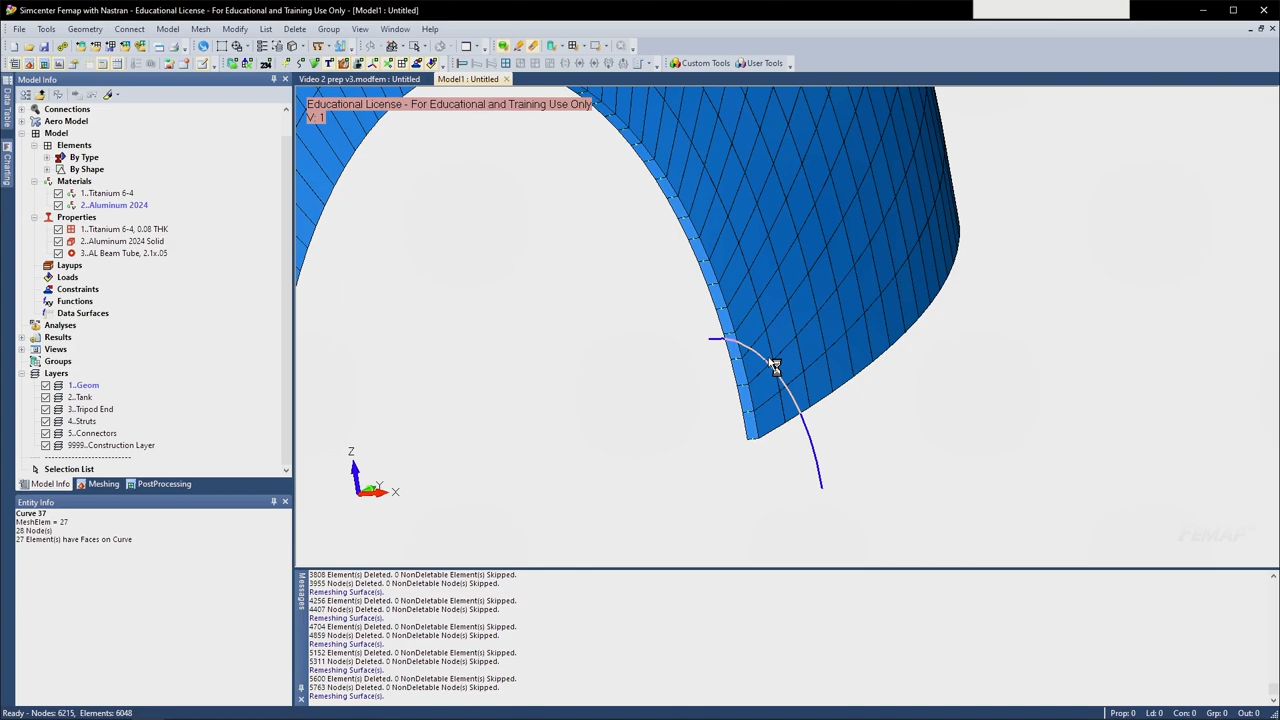 Simcenter Femap with Nastran - Educational License - For Educational and Training Use Only - [Model1 : Untitled]
File Tools Geometry Connect Model Mesh Modify List Delete Group View Window Help
Custom Tools User Tools
Model Info
Video 2 prep v3.modfem : Untitled Model1 : Untitled
Data Table
Charting
Connections
Aero Model
Model
Elements
By Type
By Shape
Materials
1..Titanium 6-4
2..Aluminum 2024
Properties
1..Titanium 6-4, 0.08 THK
2..Aluminum 2024 Solid
3..AL Beam Tube, 2.1x.05
Layups
Loads
Constraints
Functions
Data Surfaces
Analyses
Results
Views
Groups
Layers
1..Geom
2..Tank
3..Tripod End
4..Struts
5..Connectors
9999..Construction Layer
Selection List
Model Info Meshing PostProcessing
Entity Info
Curve 37
MeshElem = 27
28 Node(s)
27 Element(s) have Faces on Curve
Educational License - For Educational and Training Use Only
V: 1
Z
Y
X
FEMAP
Messages
3808 Element(s) Deleted. 0 NonDeletable Element(s) Skipped.
3955 Node(s) Deleted. 0 NonDeletable Node(s) Skipped.
Remeshing Surface(s).
4256 Element(s) Deleted. 0 NonDeletable Element(s) Skipped.
4407 Node(s) Deleted. 0 NonDeletable Node(s) Skipped.
Remeshing Surface(s).
4704 Element(s) Deleted. 0 NonDeletable Element(s) Skipped.
4859 Node(s) Deleted. 0 NonDeletable Node(s) Skipped.
Remeshing Surface(s).
5152 Element(s) Deleted. 0 NonDeletable Element(s) Skipped.
5311 Node(s) Deleted. 0 NonDeletable Node(s) Skipped.
Remeshing Surface(s).
5600 Element(s) Deleted. 0 NonDeletable Element(s) Skipped.
5763 Node(s) Deleted. 0 NonDeletable Node(s) Skipped.
Remeshing Surface(s).
Ready - Nodes: 6215, Elements: 6048 Prop: 0 Ld: 0 Con: 0 Grp: 0 Out: 0